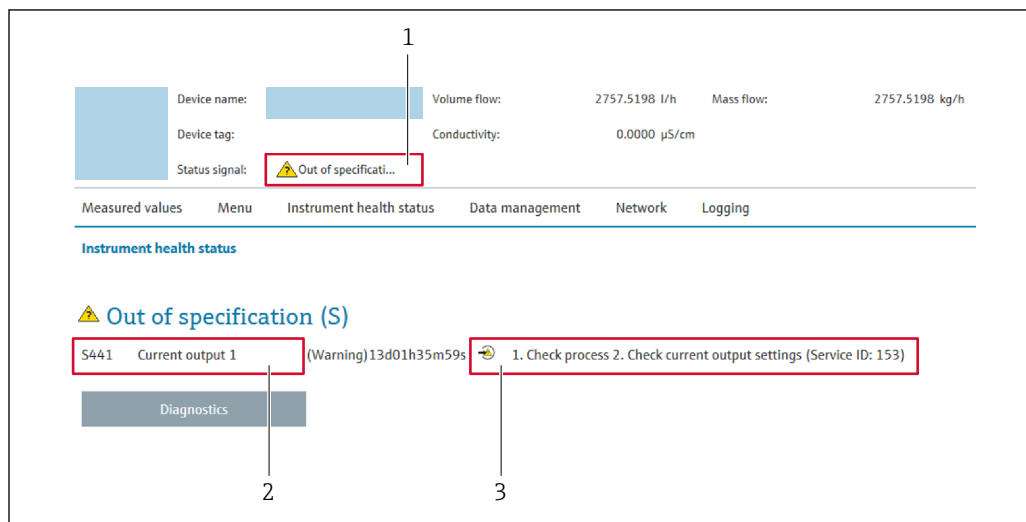 1
Device name: Volume flow: 2757.5198 l/h Mass flow: 2757.5198 kg/h
Device tag: Conductivity: 0.0000 µS/cm
Status signal: Out of specificati...
Measured values Menu Instrument health status Data management Network Logging
Instrument health status
Out of specification (S)
S441 Current output 1 (Warning)13d01h35m59s 1. Check process 2. Check current output settings (Service ID: 153)
Diagnostics
2 3